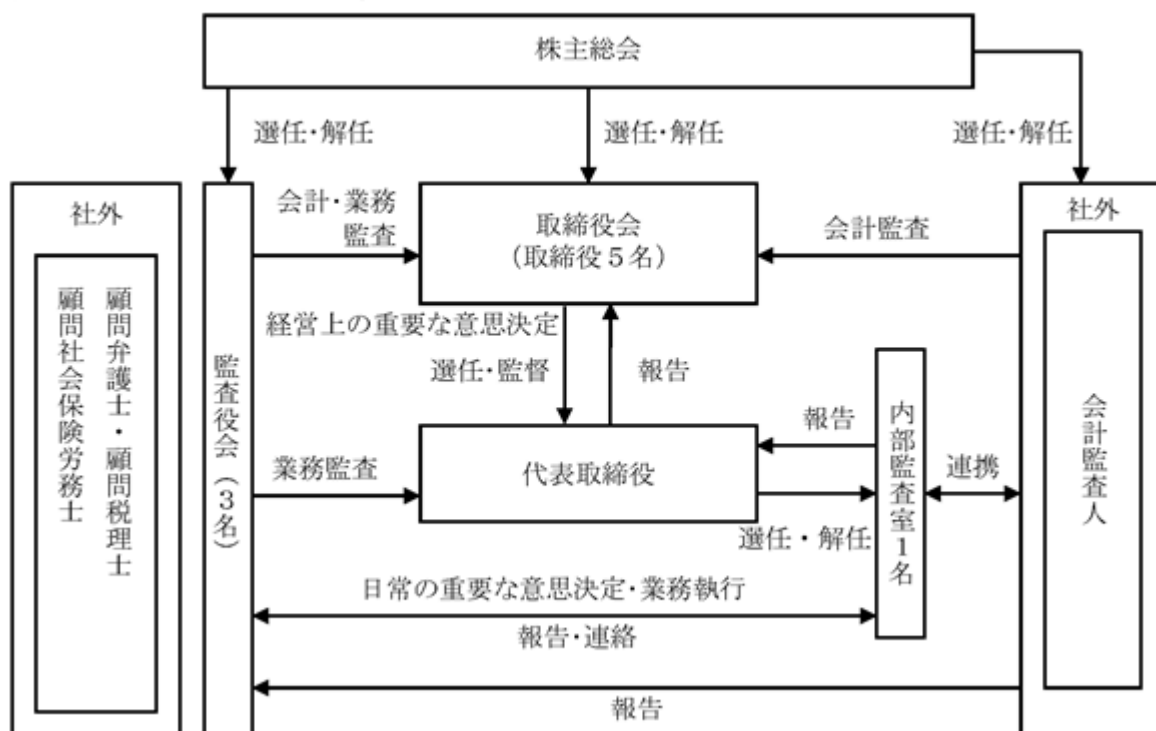 株主総会
選任・解任
選任・解任
選任・解任
社外
顧問弁護士・顧問税理士
顧問社会保険労務士
監査役会（3名）
会計・業務
監査
取締役会
（取締役５名）
会計監査
社外
会計監査人
経営上の重要な意思決定
選任・監督
報告
業務監査
代表取締役
報告
選任・解任
内部監査室１名
連携
日常の重要な意思決定・業務執行
報告・連絡
報告